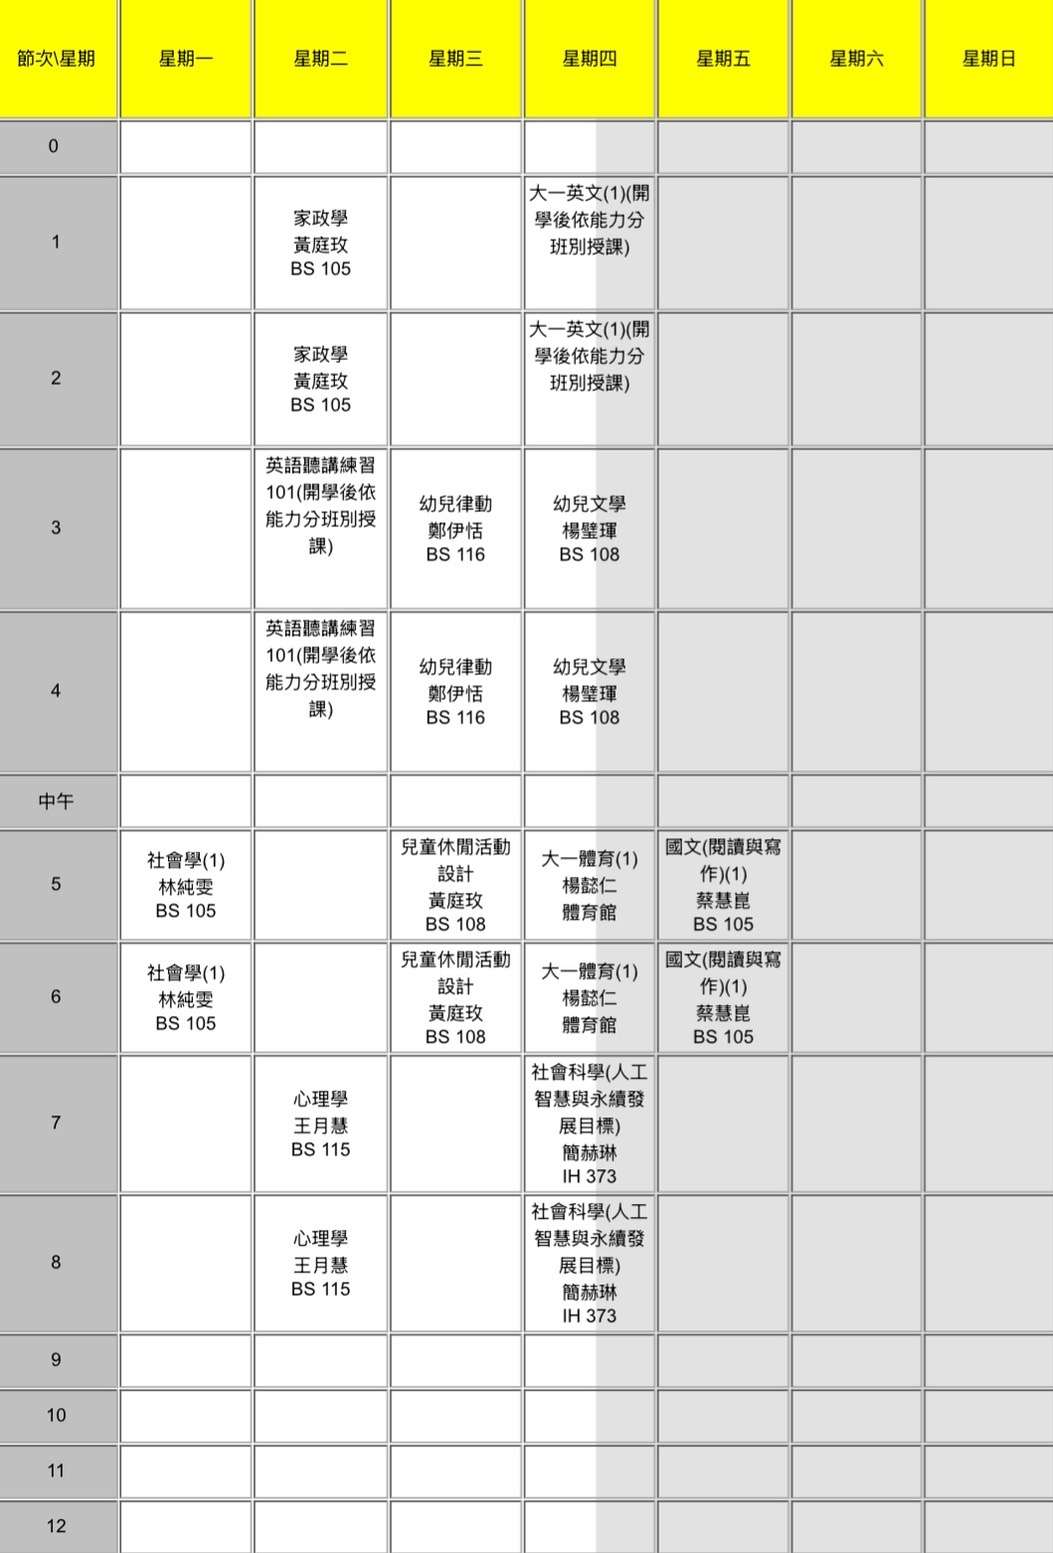 節次\星期 星期一 星期二 星期三 星期四 星期五 星期六 星期日
0
1
家政學
黃庭玫
BS 105
大一英文(1)(開
學後依能力分
班別授課)
2
家政學
黃庭玫
BS 105
大一英文(1)(開
學後依能力分
班別授課)
3
英語聽講練習
101(開學後依
能力分班別授
課)
幼兒律動
鄭伊恬
BS 116
幼兒文學
楊璧琿
BS 108
4
英語聽講練習
101(開學後依
能力分班別授
課)
幼兒律動
鄭伊恬
BS 116
幼兒文學
楊璧琿
BS 108
中午
5
社會學(1)
林純雯
BS 105
兒童休閒活動
設計
黃庭玫
BS 108
大一體育(1)
楊懿仁
體育館
國文(閱讀與寫
作)(1)
蔡慧崑
BS 105
6
社會學(1)
林純雯
BS 105
兒童休閒活動
設計
黃庭玫
BS 108
大一體育(1)
楊懿仁
體育館
國文(閱讀與寫
作)(1)
蔡慧崑
BS 105
7
心理學
王月慧
BS 115
社會科學(人工
智慧與永續發
展目標)
簡赫琳
IH 373
8
心理學
王月慧
BS 115
社會科學(人工
智慧與永續發
展目標)
簡赫琳
IH 373
9
10
11
12